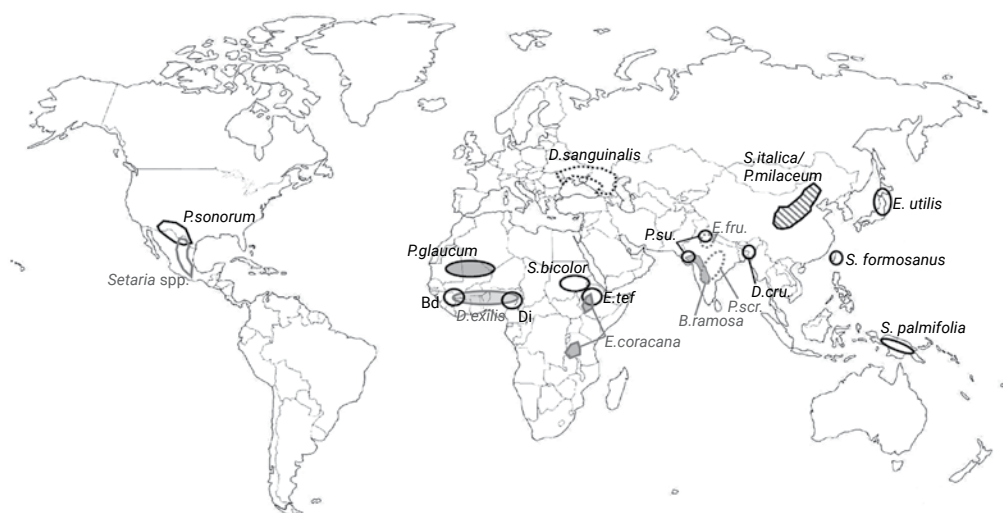 D.sanguinalis
S.italica/
P.milaceum
E. utilis
P.sonorum
P.su.
E.fru.
P.glaucum
S.bicolor
S. formosanus
Setaria spp.
Bd
D.exilis
Di
E.tef
D.cru.
P.scr.
B.ramosa
E.coracana
S. palmifolia